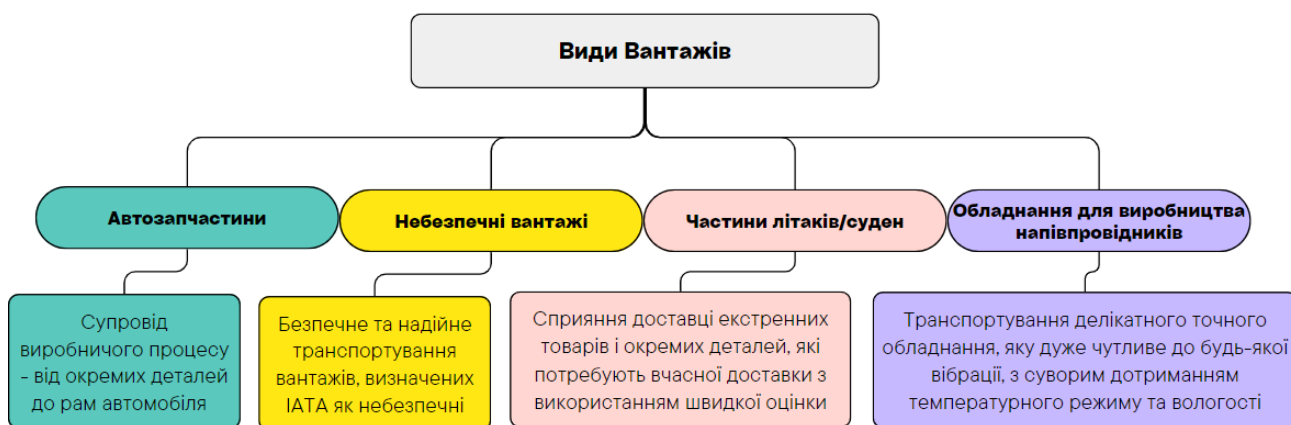 Види Вантажів
Автозапчастини
Небезпечні вантажі
Частини літаків/суден
Обладнання для виробництва
напівпровідників
Супровід
виробничого процесу
- від окремих деталей
до рам автомобіля
Безпечне та надійне
транспортування
вантажів, визначених
IATA як небезпечні
Сприяння доставці екстренних
товарів і окремих деталей, які
потребують вчасної доставки з
використанням швидкої оцінки
Транспортування делікатного точного
обладнання, яку дуже чутливе до будь-якої
вібрації, з суворим дотриманням
температурного режиму та вологості